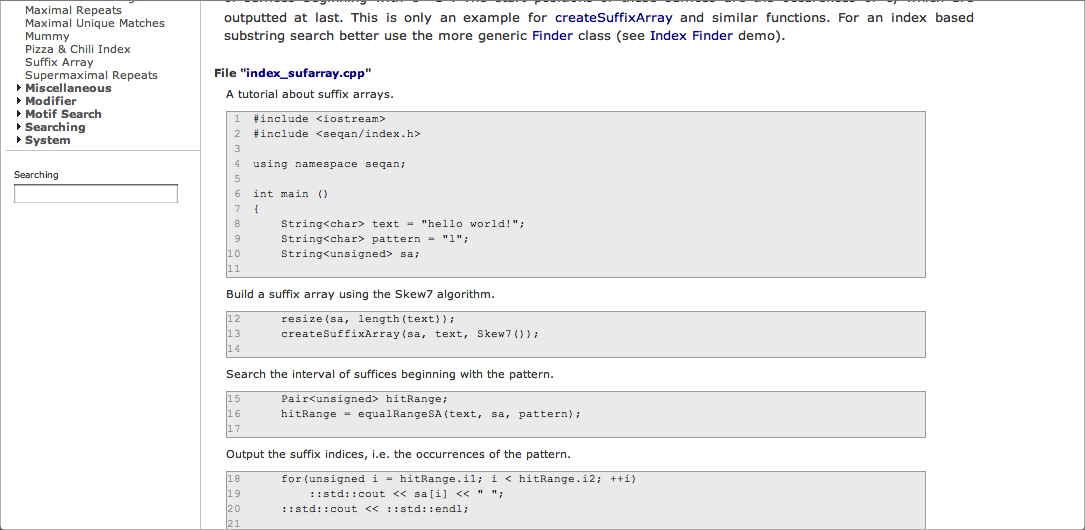 Maximal Repeats
Maximal Unique Matches
Mummy
Pizza & Chili Index
Suffix Array
Supermaximal Repeats
Miscellaneous
Modifier
Motif Search
Searching
System
Searching
outputted at last. This is only an example for createSuffixArray and similar functions. For an index based
substring search better use the more generic Finder class (see Index Finder demo).
File "index_sufarray.cpp"
A tutorial about suffix arrays.
1 #include <iostream>
2 #include <seqan/index.h>
3
4 using namespace seqan;
5
6 int main ()
7 {
8     String<char> text = "hello world!";
9     String<char> pattern = "l";
10     String<unsigned> sa;
11
Build a suffix array using the Skew7 algorithm.
12     resize(sa, length(text));
13     createSuffixArray(sa, text, Skew7());
14
Search the interval of suffices beginning with the pattern.
15     Pair<unsigned> hitRange;
16     hitRange = equalRangeSA(text, sa, pattern);
17
Output the suffix indices, i.e. the occurrences of the pattern.
18     for(unsigned i = hitRange.i1; i < hitRange.i2; ++i)
19         ::std::cout << sa[i] << " ";
20     ::std::cout << ::std::endl;
21